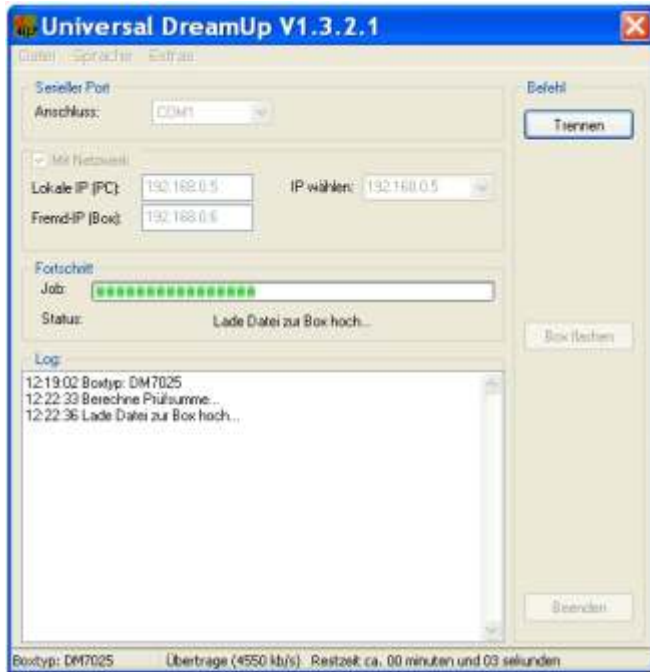 Universal DreamUp V1.3.2.1
Datei Sprache Extras
Serieller Port
Anschluss: COM1
Befehl
Trennen
Mit Netzwerk
Lokale IP (PC): 192.168.0.5 IP wählen: 192.168.0.5
Fremd-IP (Box): 192.168.0.6
Fortschritt
Job:
Status: Lade Datei zur Box hoch...
Box flashen
Log:
12:19:02 Boxtyp: DM7025
12:22:33 Berechne Prüfsumme...
12:22:36 Lade Datei zur Box hoch...
Beenden
Boxtyp: DM7025 Übertrage (4550 kb/s) Restzeit ca. 00 minuten und 03 sekunden